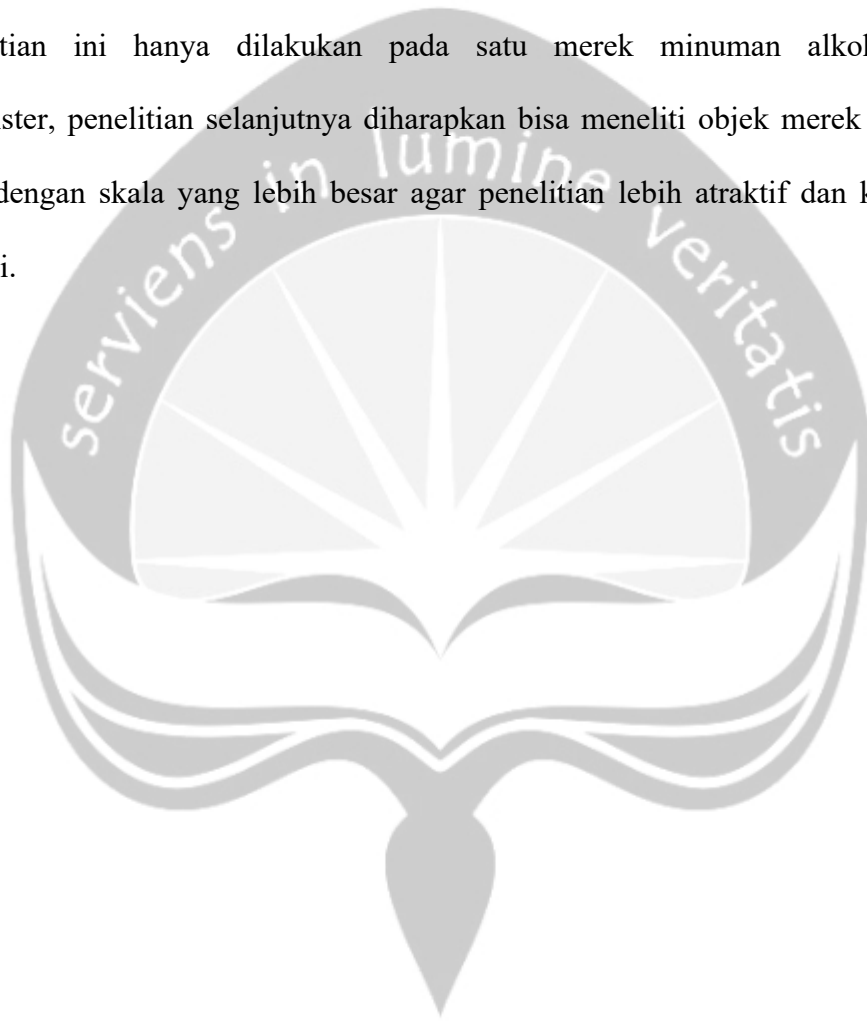 tian ini hanya dilakukan pada satu merek minuman alkol
ster, penelitian selanjutnya diharapkan bisa meneliti objek merek
dengan skala yang lebih besar agar penelitian lebih atraktif dan k
i.
serviens in lumine veritatis